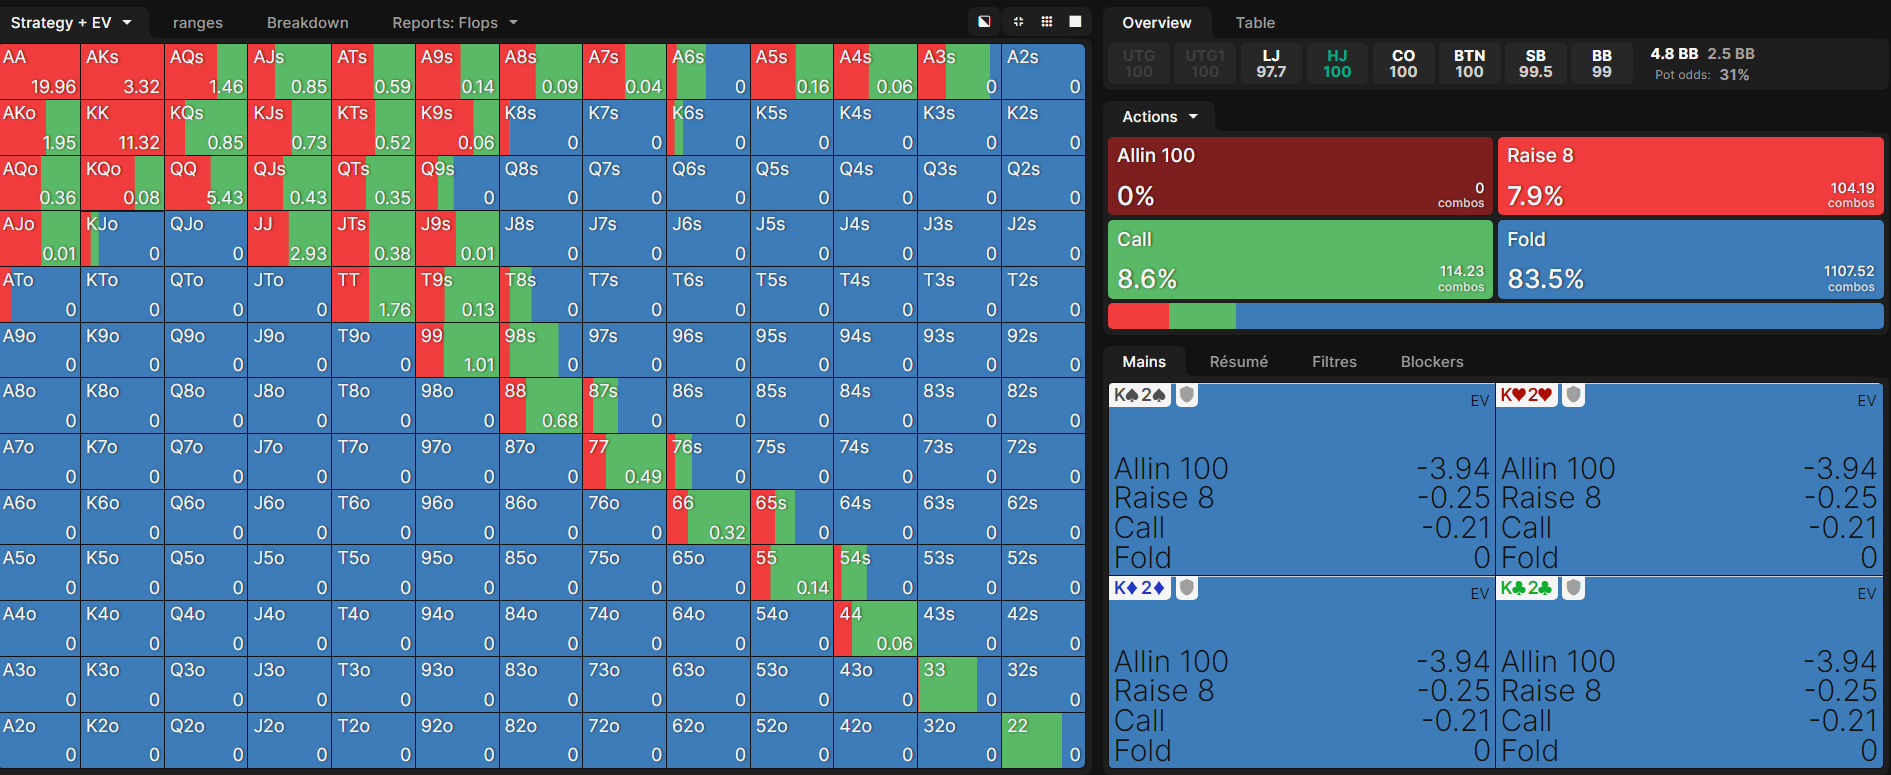 Strategy + EV ranges Breakdown Reports: Flops
AA AKs AQs AJs ATs A9s A8s A7s A6s A5s A4s A3s A2s
19.96 3.32 1.46 0.85 0.59 0.14 0.09 0.04 0 0.16 0.06 0 0
AKo KK KQs KJs KTs K9s K8s K7s K6s K5s K4s K3s K2s
1.95 11.32 0.85 0.73 0.52 0.06 0 0 0 0 0 0 0
AQo KQo QQ QJs QTs Q9s Q8s Q7s Q6s Q5s Q4s Q3s Q2s
0.36 0.08 5.43 0.43 0.35 0 0 0 0 0 0 0 0
AJo KJo QJo JJ JTs J9s J8s J7s J6s J5s J4s J3s J2s
0.01 0 0 2.93 0.38 0.01 0 0 0 0 0 0 0
ATo KTo QTo JTo TT T9s T8s T7s T6s T5s T4s T3s T2s
0 0 0 0 1.76 0.13 0 0 0 0 0 0 0
A9o K9o Q9o J9o T9o 99 98s 97s 96s 95s 94s 93s 92s
0 0 0 0 0 1.01 0 0 0 0 0 0 0
A8o K8o Q8o J8o T8o 98o 88 87s 86s 85s 84s 83s 82s
0 0 0 0 0 0 0.68 0 0 0 0 0 0
A7o K7o Q7o J7o T7o 97o 87o 77 76s 75s 74s 73s 72s
0 0 0 0 0 0 0 0.49 0 0 0 0 0
A6o K6o Q6o J6o T6o 96o 86o 76o 66 65s 64s 63s 62s
0 0 0 0 0 0 0 0 0.32 0 0 0 0
A5o K5o Q5o J5o T5o 95o 85o 75o 65o 55 54s 53s 52s
0 0 0 0 0 0 0 0 0 0.14 0 0 0
A4o K4o Q4o J4o T4o 94o 84o 74o 64o 54o 44 43s 42s
0 0 0 0 0 0 0 0 0 0 0.06 0 0
A3o K3o Q3o J3o T3o 93o 83o 73o 63o 53o 43o 33 32s
0 0 0 0 0 0 0 0 0 0 0 0 0
A2o K2o Q2o J2o T2o 92o 82o 72o 62o 52o 42o 32o 22
0 0 0 0 0 0 0 0 0 0 0 0 0
Overview Table
UTG UTG1 LJ HJ CO BTN SB BB 4.8 BB 2.5 BB
100 100 97.7 100 100 100 99.5 99 Pot odds: 31%
Actions
Allin 100 Raise 8
0% 0 combos 7.9% 104.19 combos
Call Fold
8.6% 114.23 combos 83.5% 1107.52 combos
Mains Résumé Filtres Blockers
K♠2♠ EV K♥2♥ EV
Allin 100 -3.94 Allin 100 -3.94
Raise 8 -0.25 Raise 8 -0.25
Call -0.21 Call -0.21
Fold 0 Fold 0
K♦2♦ EV K♣2♣ EV
Allin 100 -3.94 Allin 100 -3.94
Raise 8 -0.25 Raise 8 -0.25
Call -0.21 Call -0.21
Fold 0 Fold 0